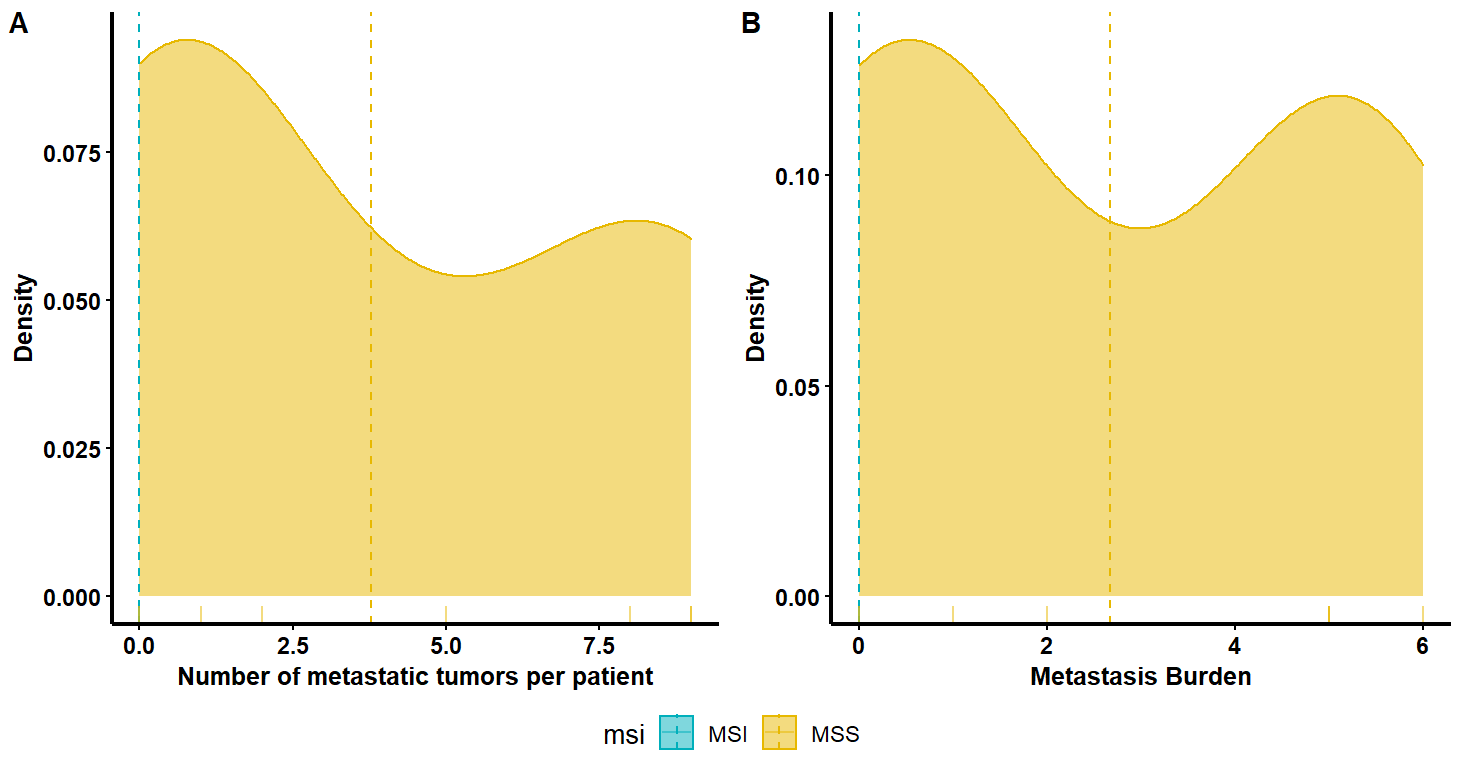 A
Density
0.075
0.050
0.025
0.000
0.0 2.5 5.0 7.5
Number of metastatic tumors per patient
B
Density
0.10
0.05
0.00
0 2 4 6
Metastasis Burden
msi MSI MSS